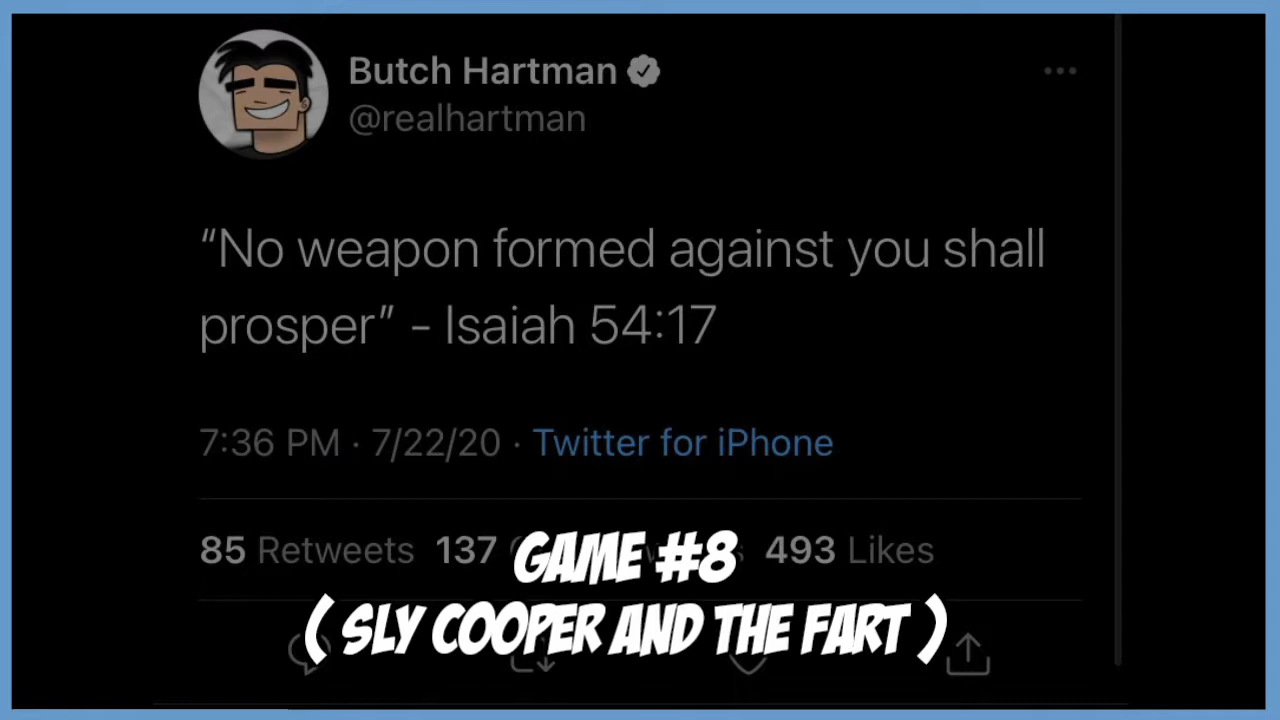 Butch Hartman
@realhartman
“No weapon formed against you shall
prosper” - Isaiah 54:17
7:36 PM · 7/22/20 · Twitter for iPhone
85 Retweets 137 493 Likes
GAME #8
( SLY COOPER AND THE FART )